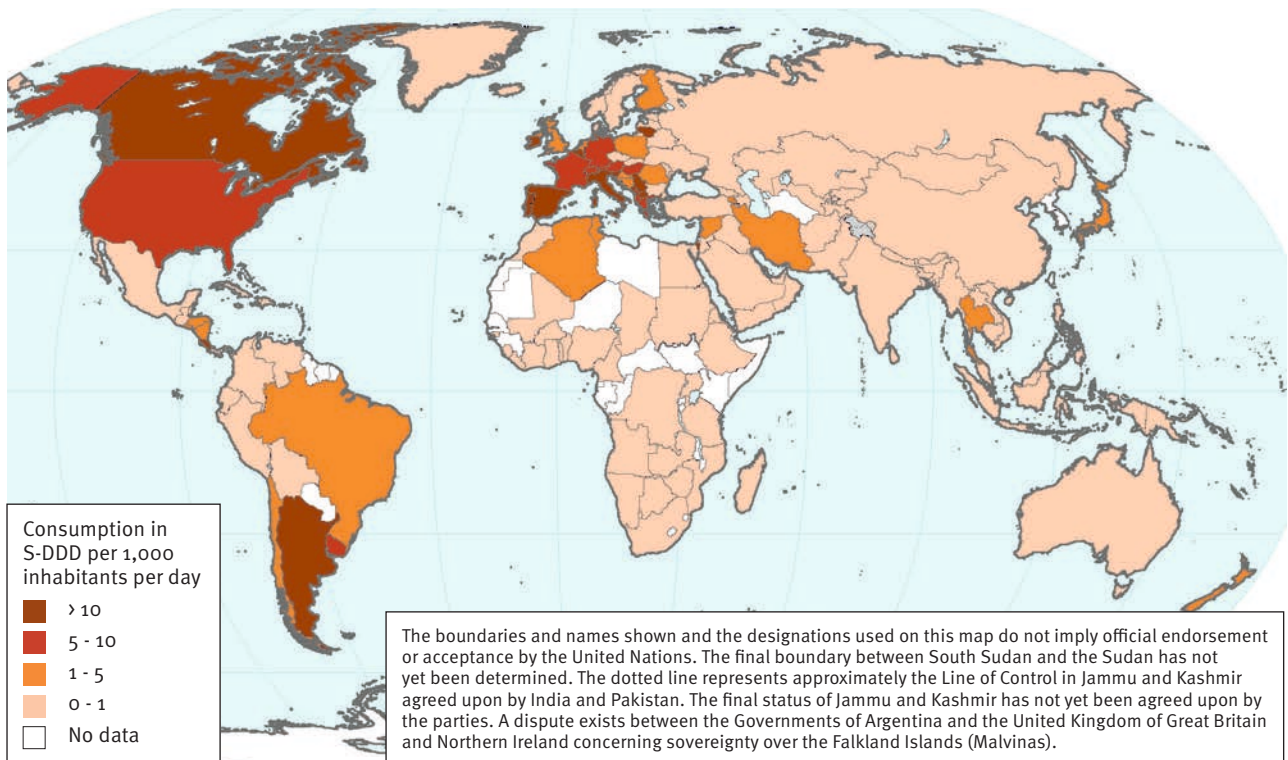 Consumption in
S-DDD per 1,000
inhabitants per day
› 10
5 - 10
1 - 5
0 - 1
No data
The boundaries and names shown and the designations used on this map do not imply official endorsement
or acceptance by the United Nations. The final boundary between South Sudan and the Sudan has not
yet been determined. The dotted line represents approximately the Line of Control in Jammu and Kashmir
agreed upon by India and Pakistan. The final status of Jammu and Kashmir has not yet been agreed upon by
the parties. A dispute exists between the Governments of Argentina and the United Kingdom of Great Britain
and Northern Ireland concerning sovereignty over the Falkland Islands (Malvinas).